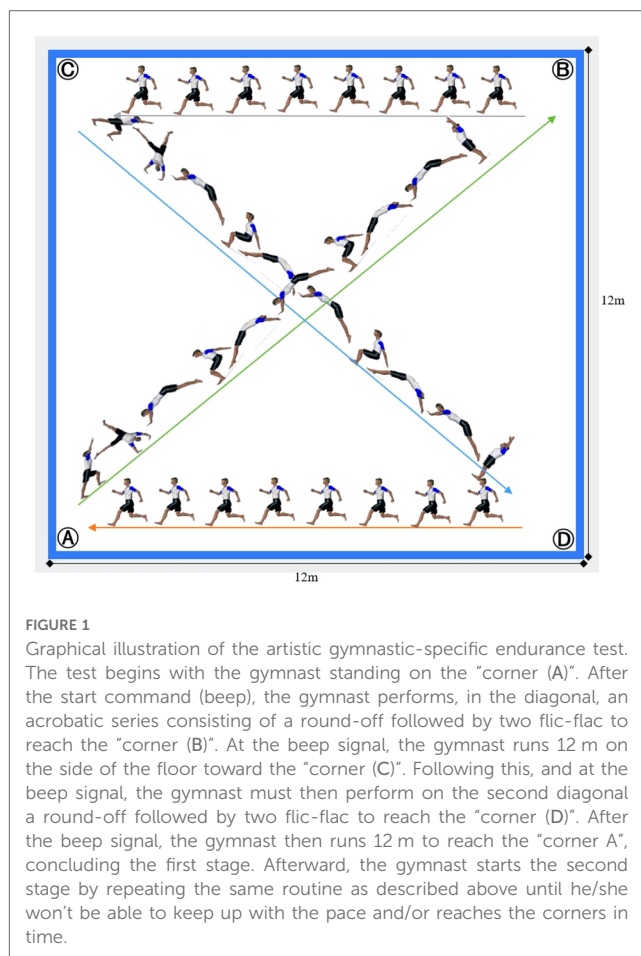 C
B
12m
A
D
12m
FIGURE 1
Graphical illustration of the artistic gymnastic-specific endurance test.
The test begins with the gymnast standing on the “corner (A)”. After
the start command (beep), the gymnast performs, in the diagonal, an
acrobatic series consisting of a round-off followed by two flic-flac to
reach the “corner (B)”. At the beep signal, the gymnast runs 12 m on
the side of the floor toward the “corner (C)”. Following this, and at the
beep signal, the gymnast must then perform on the second diagonal
a round-off followed by two flic-flac to reach the “corner (D)”. After
the beep signal, the gymnast then runs 12 m to reach the “corner A”,
concluding the first stage. Afterward, the gymnast starts the second
stage by repeating the same routine as described above until he/she
won’t be able to keep up with the pace and/or reaches the corners in
time.